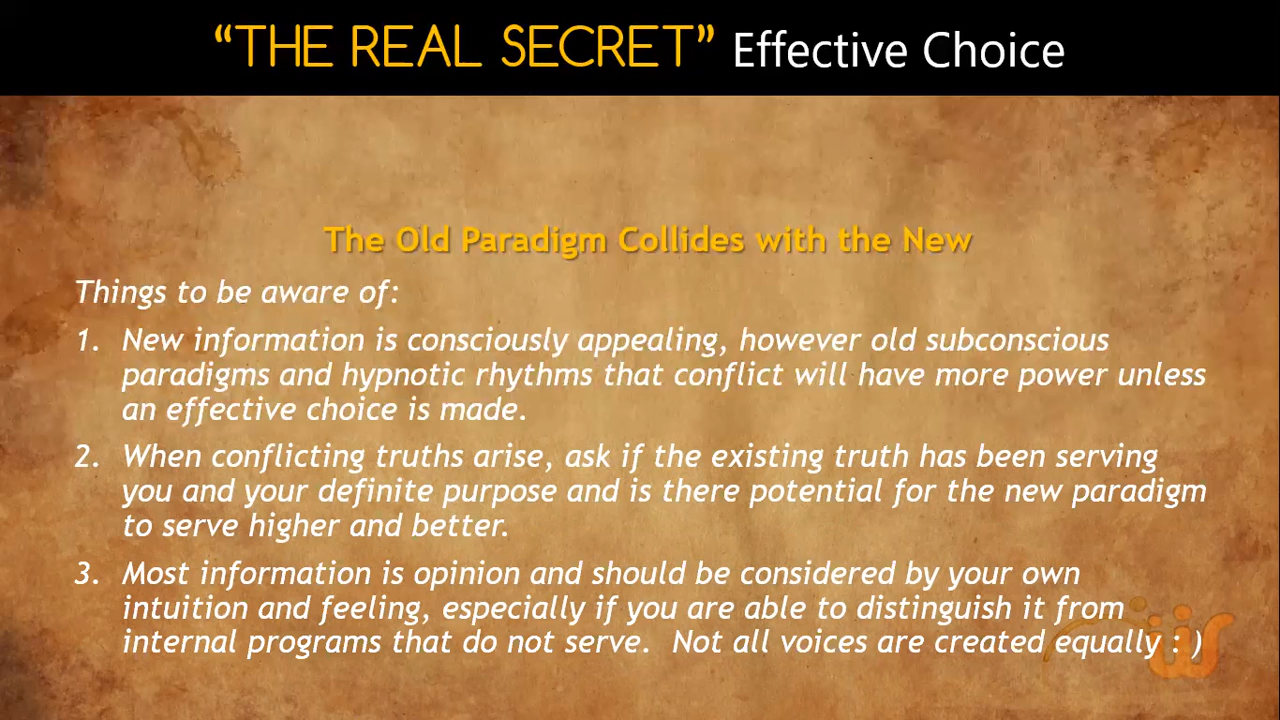 “THE REAL SECRET” Effective Choice
The Old Paradigm Collides with the New
Things to be aware of:
1. New information is consciously appealing, however old subconscious
paradigms and hypnotic rhythms that conflict will have more power unless
an effective choice is made.
2. When conflicting truths arise, ask if the existing truth has been serving
you and your definite purpose and is there potential for the new paradigm
to serve higher and better.
3. Most information is opinion and should be considered by your own
intuition and feeling, especially if you are able to distinguish it from
internal programs that do not serve.  Not all voices are created equally : )